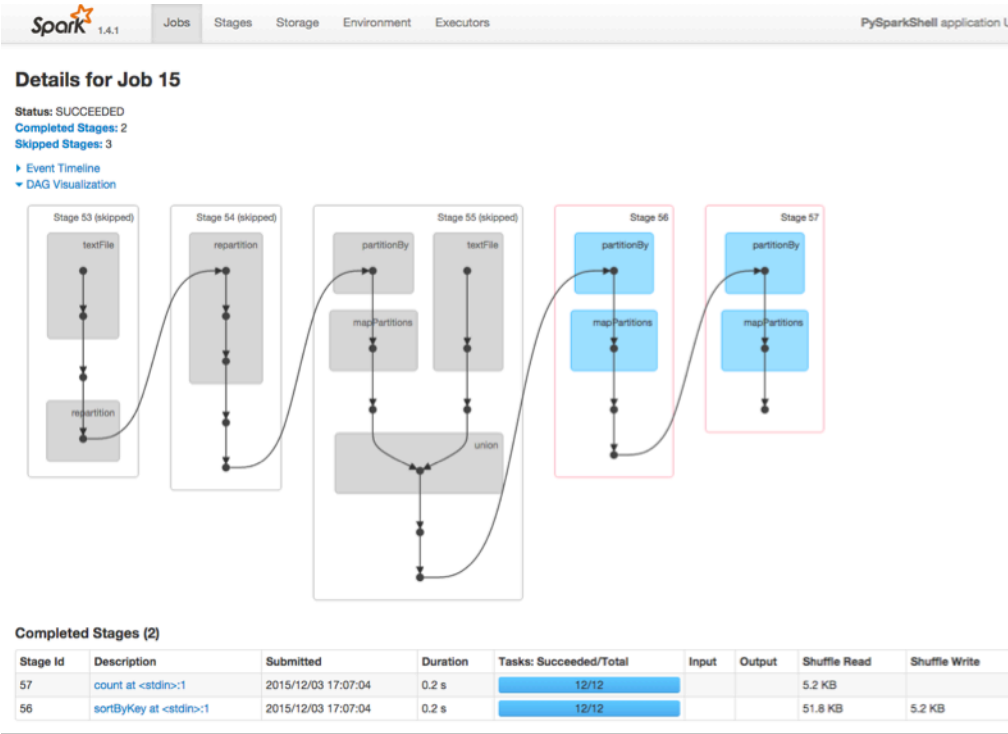 Spark 1.4.1 Jobs Stages Storage Environment Executors PySparkShell application U
Details for Job 15
Status: SUCCEEDED
Completed Stages: 2
Skipped Stages: 3
Event Timeline
DAG Visualization
Stage 53 (skipped) Stage 54 (skipped) Stage 55 (skipped) Stage 56 Stage 57
textFile repartition partitionBy textFile partitionBy partitionBy
mapPartitions mapPartitions mapPartitions
repartition
union
Completed Stages (2)
Stage Id Description Submitted Duration Tasks: Succeeded/Total Input Output Shuffle Read Shuffle Write
57 count at <stdin>:1 2015/12/03 17:07:04 0.2 s 12/12 5.2 KB
56 sortByKey at <stdin>:1 2015/12/03 17:07:04 0.2 s 12/12 51.8 KB 5.2 KB